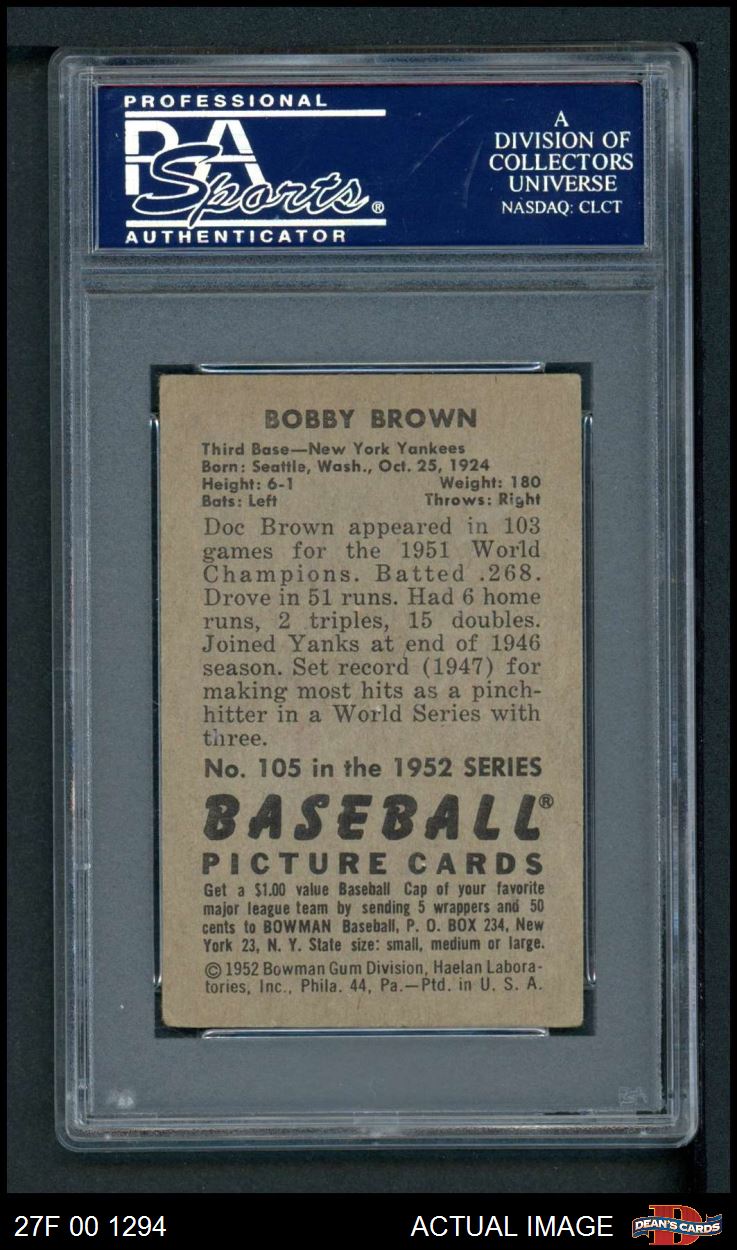 PROFESSIONAL
PSA
Sports®
AUTHENTICATOR
A
DIVISION OF
COLLECTORS
UNIVERSE
NASDAQ: CLCT
BOBBY BROWN
Third Base—New York Yankees
Born: Seattle, Wash., Oct. 25, 1924
Height: 6-1 Weight: 180
Bats: Left Throws: Right
Doc Brown appeared in 103
games for the 1951 World
Champions. Batted .268.
Drove in 51 runs. Had 6 home
runs, 2 triples, 15 doubles.
Joined Yanks at end of 1946
season. Set record (1947) for
making most hits as a pinch-
hitter in a World Series with
three.
No. 105 in the 1952 SERIES
BASEBALL®
PICTURE CARDS
Get a $1.00 value Baseball Cap of your favorite
major league team by sending 5 wrappers and 50
cents to BOWMAN Baseball, P. O. BOX 234, New
York 23, N. Y. State size: small, medium or large.
© 1952 Bowman Gum Division, Haelan Labora-
tories, Inc., Phila. 44, Pa.—Ptd. in U. S. A.
PSA
27F 00 1294
ACTUAL IMAGE
D
DEAN'S CARDS